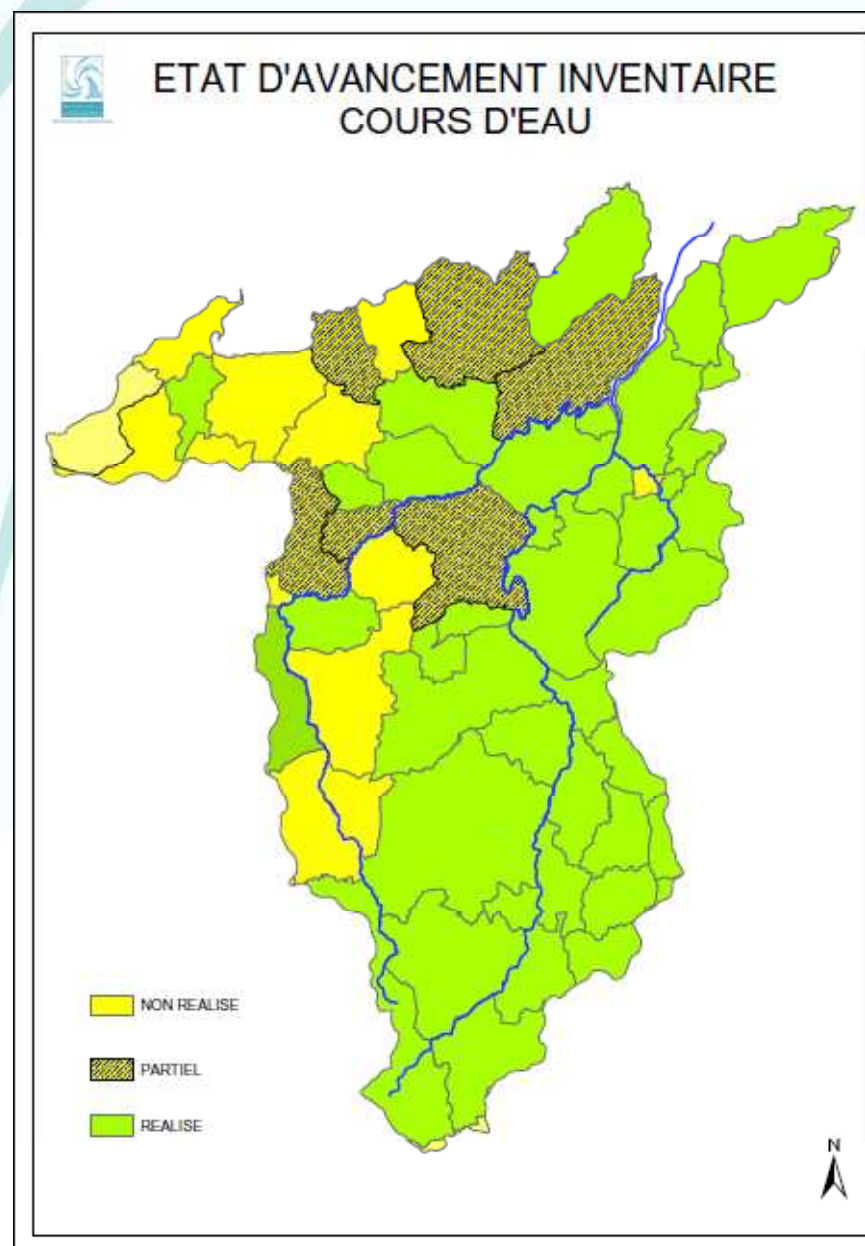 ETAT D'AVANCEMENT INVENTAIRE
COURS D'EAU
NON REALISE
PARTIEL
REALISE
N